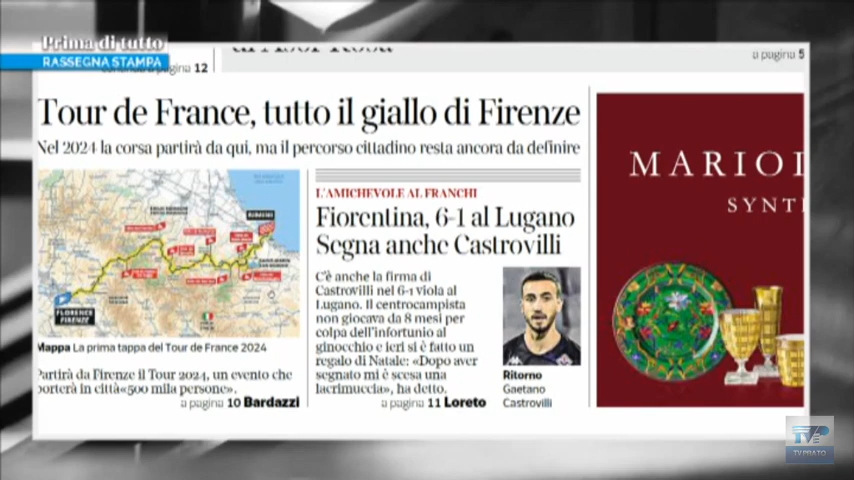 Prima di tutto
RASSEGNA STAMPA
a pagina 12
a pagina 5
Tour de France, tutto il giallo di Firenze
Nel 2024 la corsa partirà da qui, ma il percorso cittadino resta ancora da definire
FLORENCE
FIRENZE
Mappa La prima tappa del Tour de France 2024
Partirà da Firenze il Tour 2024, un evento che
porterà in città«500 mila persone».
a pagina 10 Bardazzi
L'AMICHEVOLE AL FRANCHI
Fiorentina, 6-1 al Lugano
Segna anche Castrovilli
C'è anche la firma di
Castrovilli nel 6-1 viola al
Lugano. Il centrocampista
non giocava da 8 mesi per
colpa dell'infortunio al
ginocchio e ieri si è fatto un
regalo di Natale: «Dopo aver
segnato mi è scesa una
lacrimuccia», ha detto.
a pagina 11 Loreto
Ritorno
Gaetano
Castrovilli
MARIO
SYNT
TVP
TV PRATO